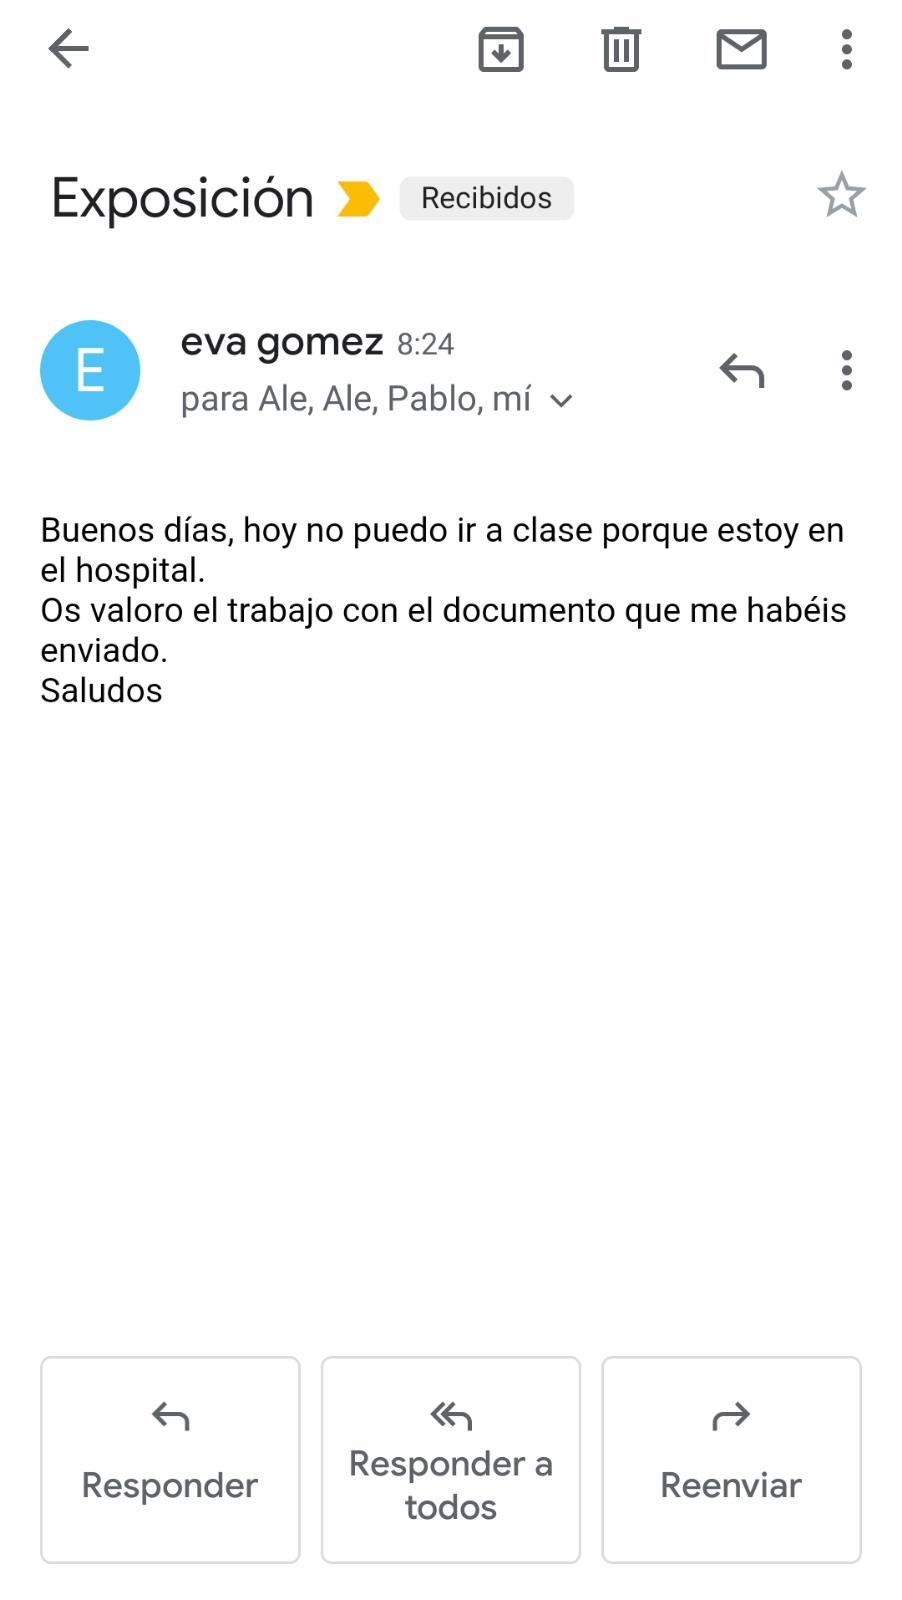 Exposición Recibidos
E
eva gomez 8:24
para Ale, Ale, Pablo, mí
Buenos días, hoy no puedo ir a clase porque estoy en
el hospital.
Os valoro el trabajo con el documento que me habéis
enviado.
Saludos
Responder
Responder a
todos
Reenviar